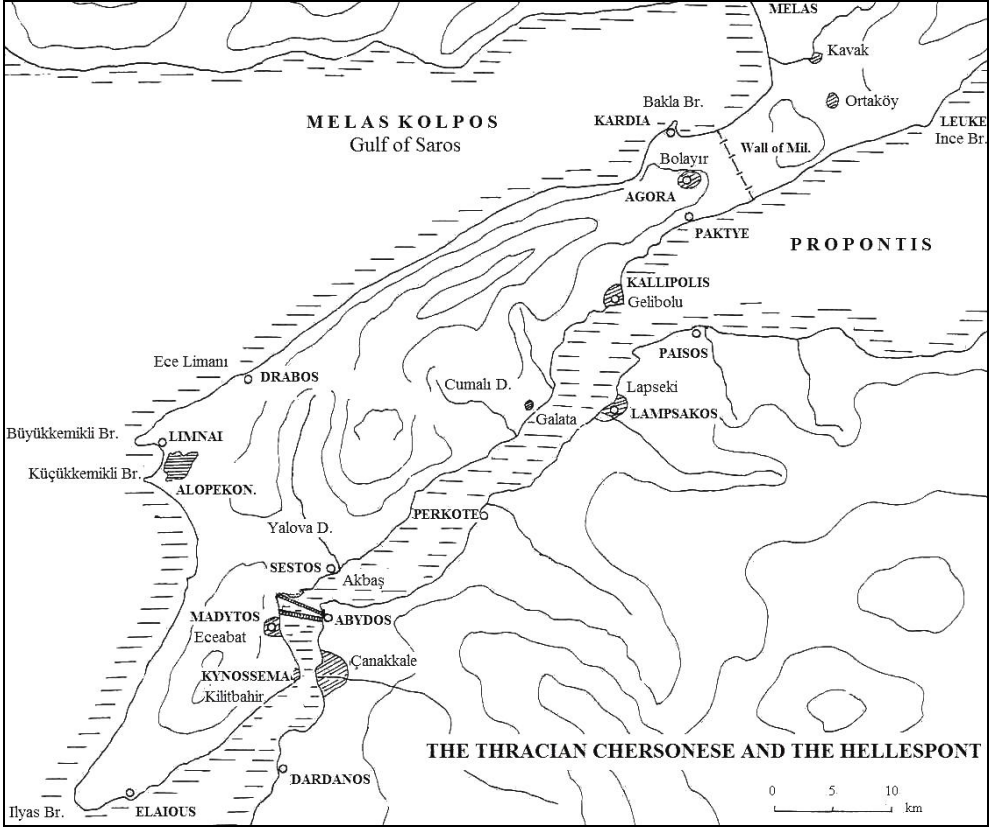 MELAS
Kavak
Ortaköy
Bakla Br.
MELAS KOLPOS
KARDIA
LEUKE
Gulf of Saros
Ince Br.
Wall of Mil.
Bolayır
AGORA
PAKTYE
PROPONTIS
KALLIPOLIS
Gelibolu
PAISOS
Ece Limanı
DRABOS
Cumalı D.
Lapseki
LAMPSAKOS
Galata
Büyükkemikli Br.
LIMNAI
Küçükkemikli Br.
ALOPEKON.
PERKOTE
Yalova D.
SESTOS
Akbaş
MADYTOS
ABYDOS
Eceabat
Çanakkale
KYNOSSEMA
Kilitbahir
THE THRACIAN CHERSONESE AND THE HELLESPONT
DARDANOS
0 5 10
km
Ilyas Br.
ELAIOUS